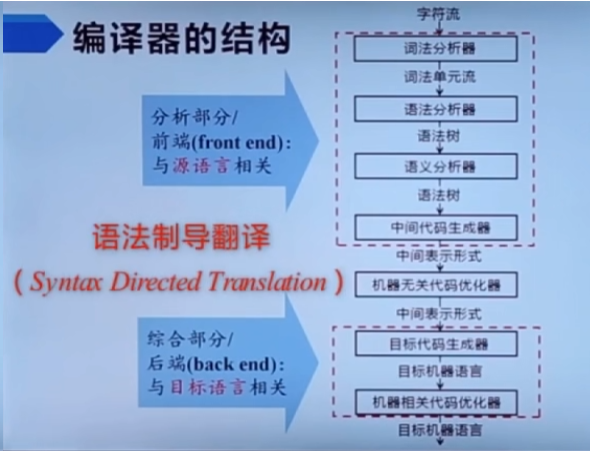 编译器的结构
字符流
词法分析器
词法单元流
语法分析器
语法树
语义分析器
语法树
中间代码生成器
中间表示形式
机器无关代码优化器
中间表示形式
目标代码生成器
目标机器语言
机器相关代码优化器
目标机器语言
分析部分/
前端(front end):
与源语言相关
语法制导翻译
(Syntax Directed Translation)
综合部分/
后端(back end):
与目标语言相关